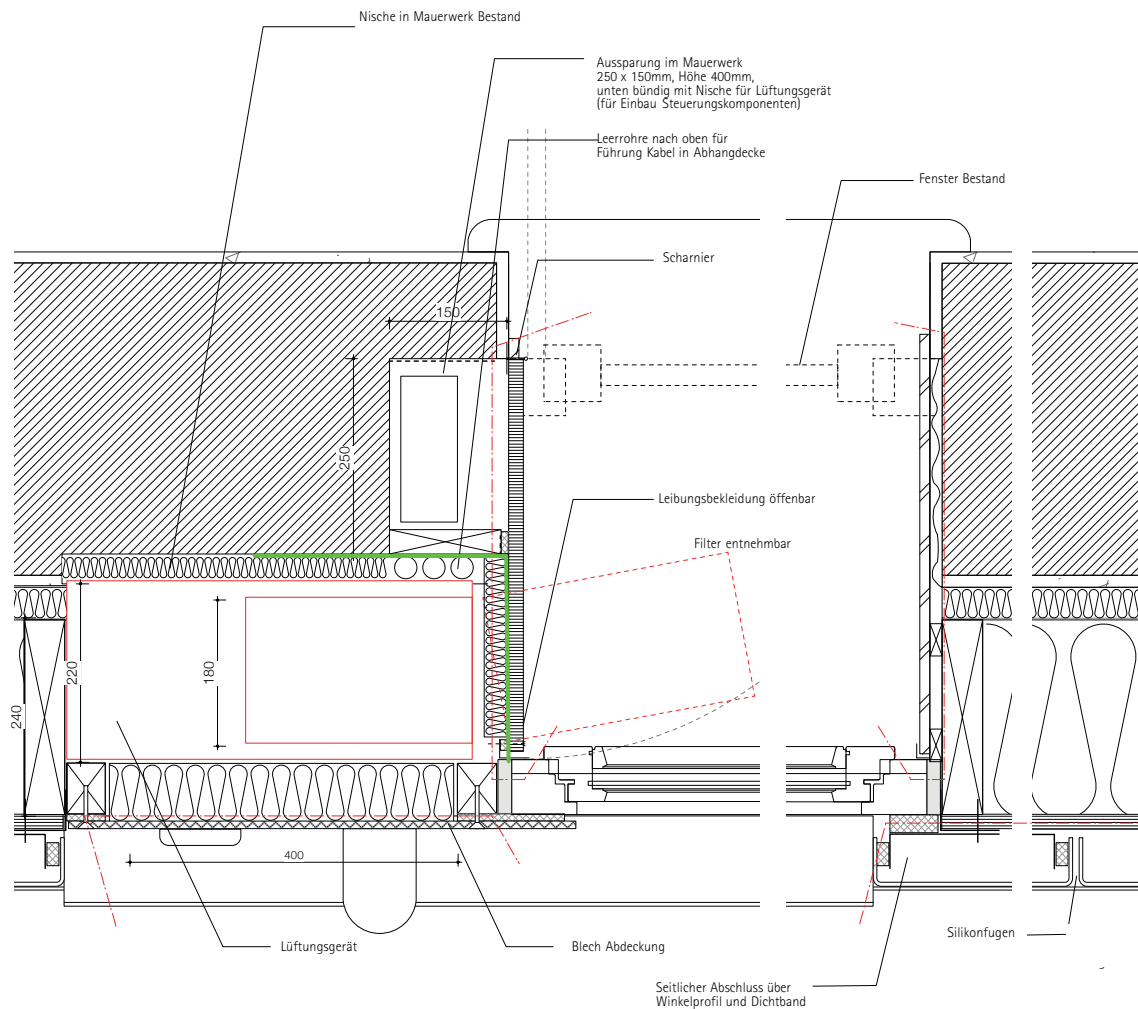 Nische in Mauerwerk Bestand
Aussparung im Mauerwerk
250 x 150mm, Höhe 400mm,
unten bündig mit Nische für Lüftungsgerät
(für Einbau Steuerungskomponenten)
Leerrohre nach oben für
Führung Kabel in Abhangdecke
Fenster Bestand
Scharnier
150
250
Leibungsbekleidung öffenbar
Filter entnehmbar
220
180
240
400
Lüftungsgerät
Blech Abdeckung
Silikonfugen
Seitlicher Abschluss über
Winkelprofil und Dichtband